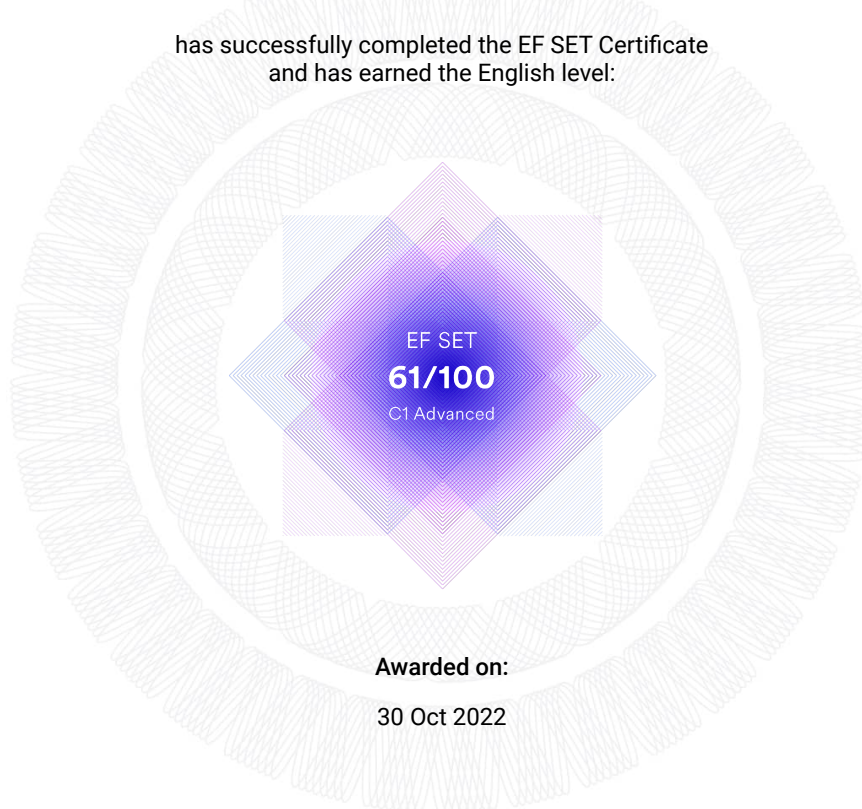 has successfully completed the EF SET Certificate
and has earned the English level:
EF SET
61/100
C1 Advanced
Awarded on:
30 Oct 2022